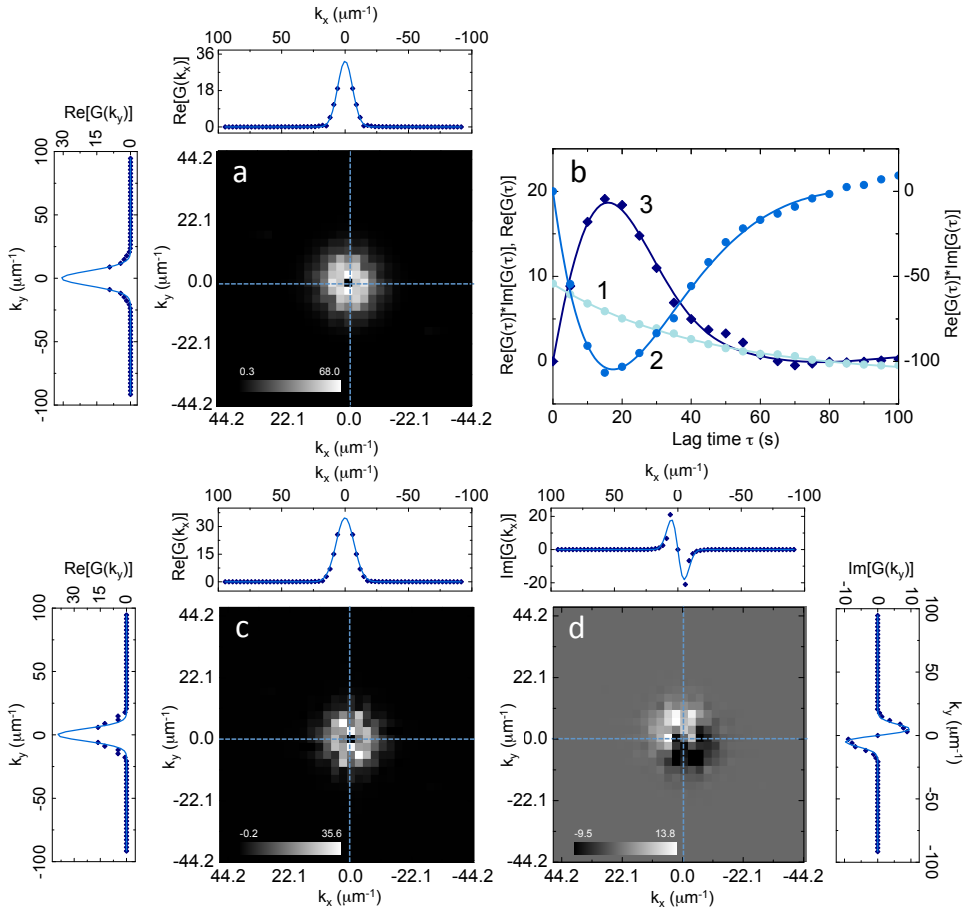 kₓ (μm⁻¹)
100 50 0 -50 -100
Re[G(kₓ)]
36
18
0
Re[G(k_y)]
30 15 0
k_y (μm⁻¹)
100
50
0
-50
-100
a
k_y (μm⁻¹)
44.2
22.1
0.0
-22.1
-44.2
0.3 68.0
44.2 22.1 0.0 -22.1 -44.2
kₓ (μm⁻¹)
b
Re[G(τ)]*Im[G(τ)], Re[G(τ)]
20
10
0
3
1
2
0
-50
-100
Re[G(τ)]*Im[G(τ)]
0 20 40 60 80 100
Lag time τ (s)
kₓ (μm⁻¹)
100 50 0 -50 -100
Re[G(kₓ)]
30
15
0
Re[G(k_y)]
30 15 0
k_y (μm⁻¹)
100
50
0
-50
-100
c
k_y (μm⁻¹)
44.2
22.1
0.0
-22.1
-44.2
-0.2 35.6
44.2 22.1 0.0 -22.1 -44.2
kₓ (μm⁻¹)
kₓ (μm⁻¹)
100 50 0 -50 -100
Im[G(kₓ)]
20
0
-20
d
k_y (μm⁻¹)
44.2
22.1
0.0
-22.1
-44.2
-9.5 13.8
44.2 22.1 0.0 -22.1 -44.2
kₓ (μm⁻¹)
Im[G(k_y)]
-10 0 10
100
50
0
-50
-100
k_y (μm⁻¹)